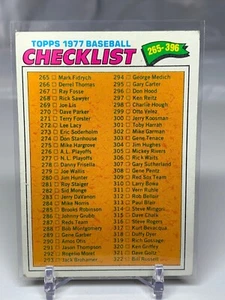 TOPPS 1977 BASEBALL
CHECKLIST
265-396
265 Mark Fidrych
266 Darrel Thomas
267 Ray Fosse
268 Rick Sawyer
269 Joe Lis
270 Dave Parker
271 Terry Forster
272 Lee Lacy
273 Eric Soderholm
274 Don Stanhouse
275 Mike Hargrove
276 A.L. Playoffs
277 N.L. Playoffs
278 Danny Frisella
279 Joe Wallis
280 Jim Hunter
281 Roy Staiger
282 Sid Monge
283 Jerry DaVanon
284 Mike Norris
285 Brooks Robinson
286 Johnny Grubb
287 Reds Team
288 Bob Montgomery
289 Gene Garber
290 Amos Otis
291 Jason Thompson
292 Rogelio Moret
293 Jack Brohamer
294 George Medich
295 Gary Carter
296 Don Hood
297 Ken Reitz
298 Charlie Hough
299 Otto Velez
300 Jerry Koosman
301 Toby Harrah
302 Mike Garman
303 Gene Tenace
304 Jim Hughes
305 Mickey Rivers
306 Rick Waits
307 Gary Sutherland
308 Gene Pentz
309 Red Sox Team
310 Larry Bowa
311 Vern Ruhle
312 Rob Belloir
313 Paul Blair
314 Steve Mingori
315 Dave Chalk
316 Steve Rogers
317 Kurt Bevacqua
318 Duffy Dyer
319 Rich Gossage
320 Ken Griffey
321 Dave Goltz
322 Bill Russell